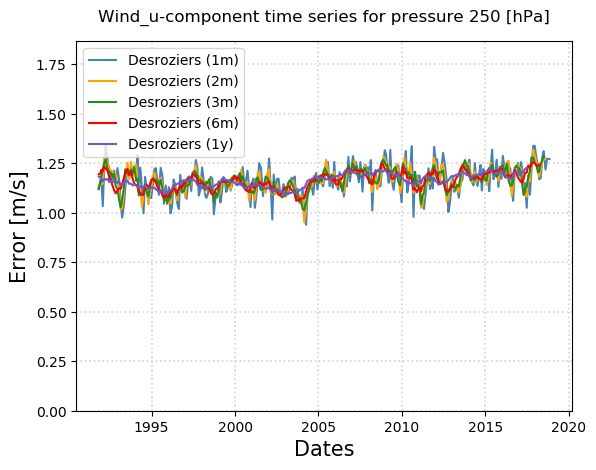 Wind_u-component time series for pressure 250 [hPa]
Desroziers (1m)
Desroziers (2m)
Desroziers (3m)
Desroziers (6m)
Desroziers (1y)
Error [m/s]
1.75
1.50
1.25
1.00
0.75
0.50
0.25
0.00
1995 2000 2005 2010 2015 2020
Dates